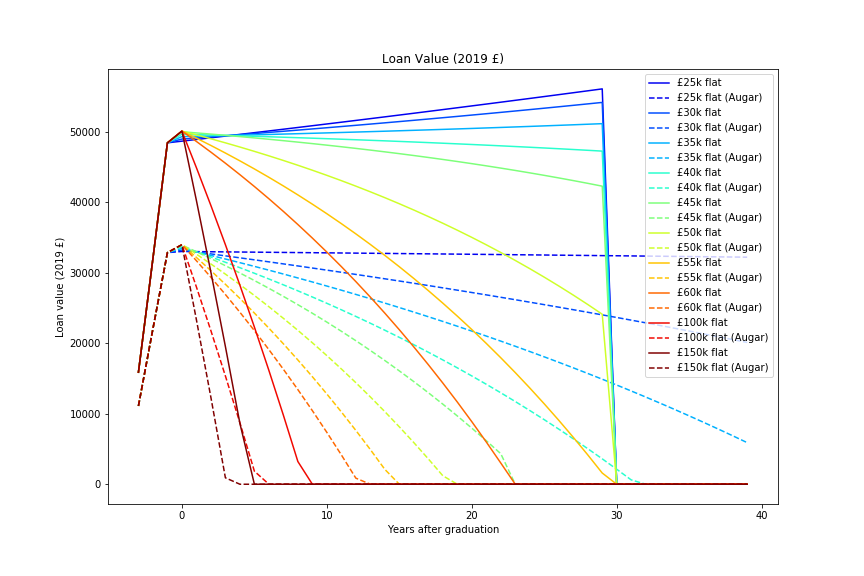 Loan Value (2019 £)
Loan value (2019 £)
50000
40000
30000
20000
10000
0
0
10
20
30
40
Years after graduation
£25k flat
£25k flat (Augar)
£30k flat
£30k flat (Augar)
£35k flat
£35k flat (Augar)
£40k flat
£40k flat (Augar)
£45k flat
£45k flat (Augar)
£50k flat
£50k flat (Augar)
£55k flat
£55k flat (Augar)
£60k flat
£60k flat (Augar)
£100k flat
£100k flat (Augar)
£150k flat
£150k flat (Augar)